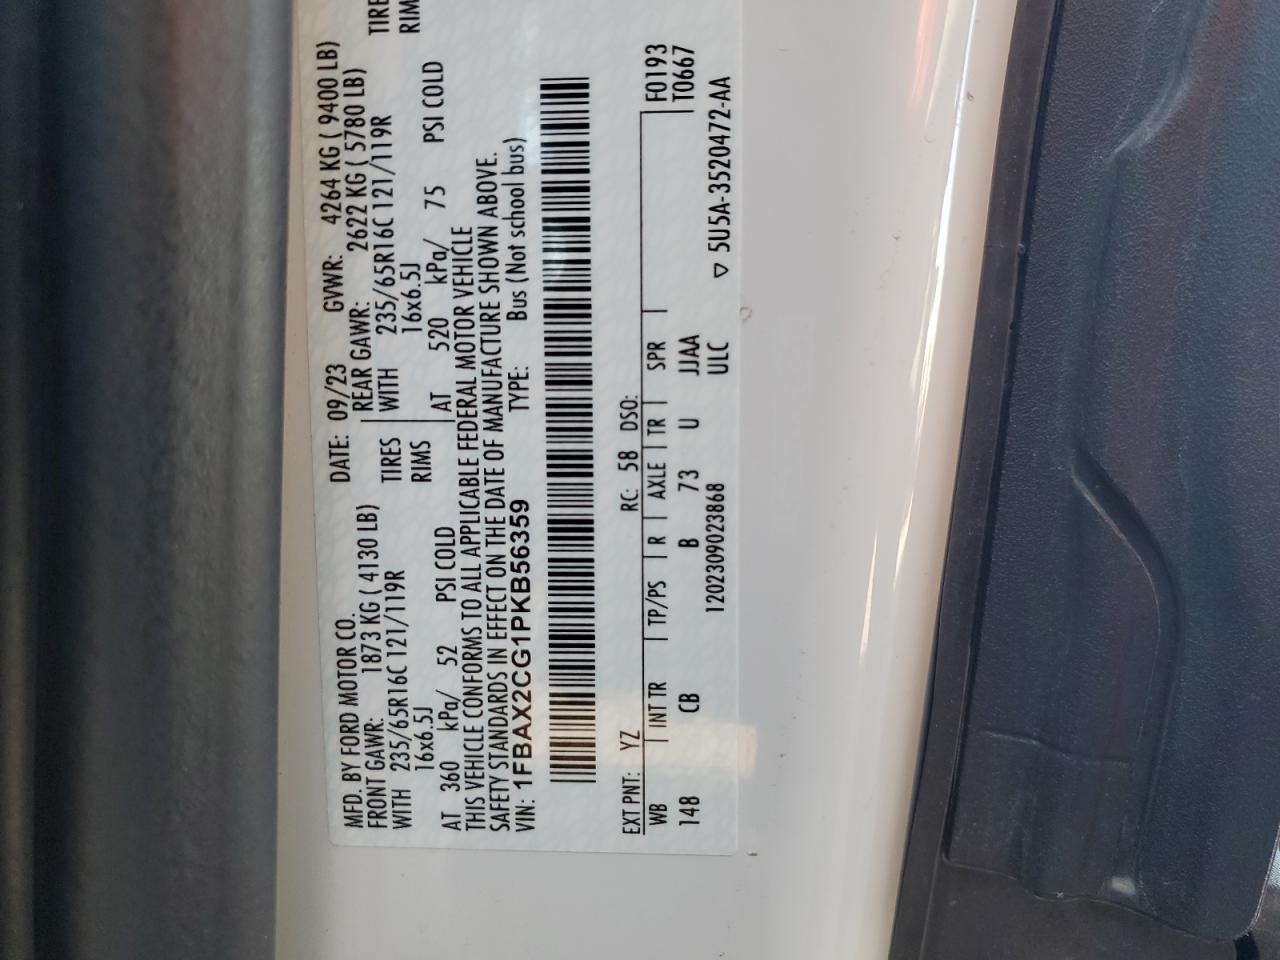 MFD. BY FORD MOTOR CO.
DATE: 09/23 GVWR: 4264 KG ( 9400 LB)
FRONT GAWR: 1873 KG ( 4130 LB) REAR GAWR: 2622 KG ( 5780 LB)
WITH 235/65R16C 121/119R TIRES WITH 235/65R16C 121/119R TIRE
16x6.5J RIMS 16x6.5J RIM
AT 360 kPa/ 52 PSI COLD AT 520 kPa/ 75 PSI COLD
THIS VEHICLE CONFORMS TO ALL APPLICABLE FEDERAL MOTOR VEHICLE
SAFETY STANDARDS IN EFFECT ON THE DATE OF MANUFACTURE SHOWN ABOVE.
VIN: 1FBAX2CG1PKB56359 TYPE: Bus (Not school bus)
EXT PNT: YZ RC: 58 DSO: F0193
WB INT TR TP/PS R AXLE TR SPR T0667
148 CB B 73 U JJAA
1202309023868 ULC ▽ 5U5A-3520472-AA